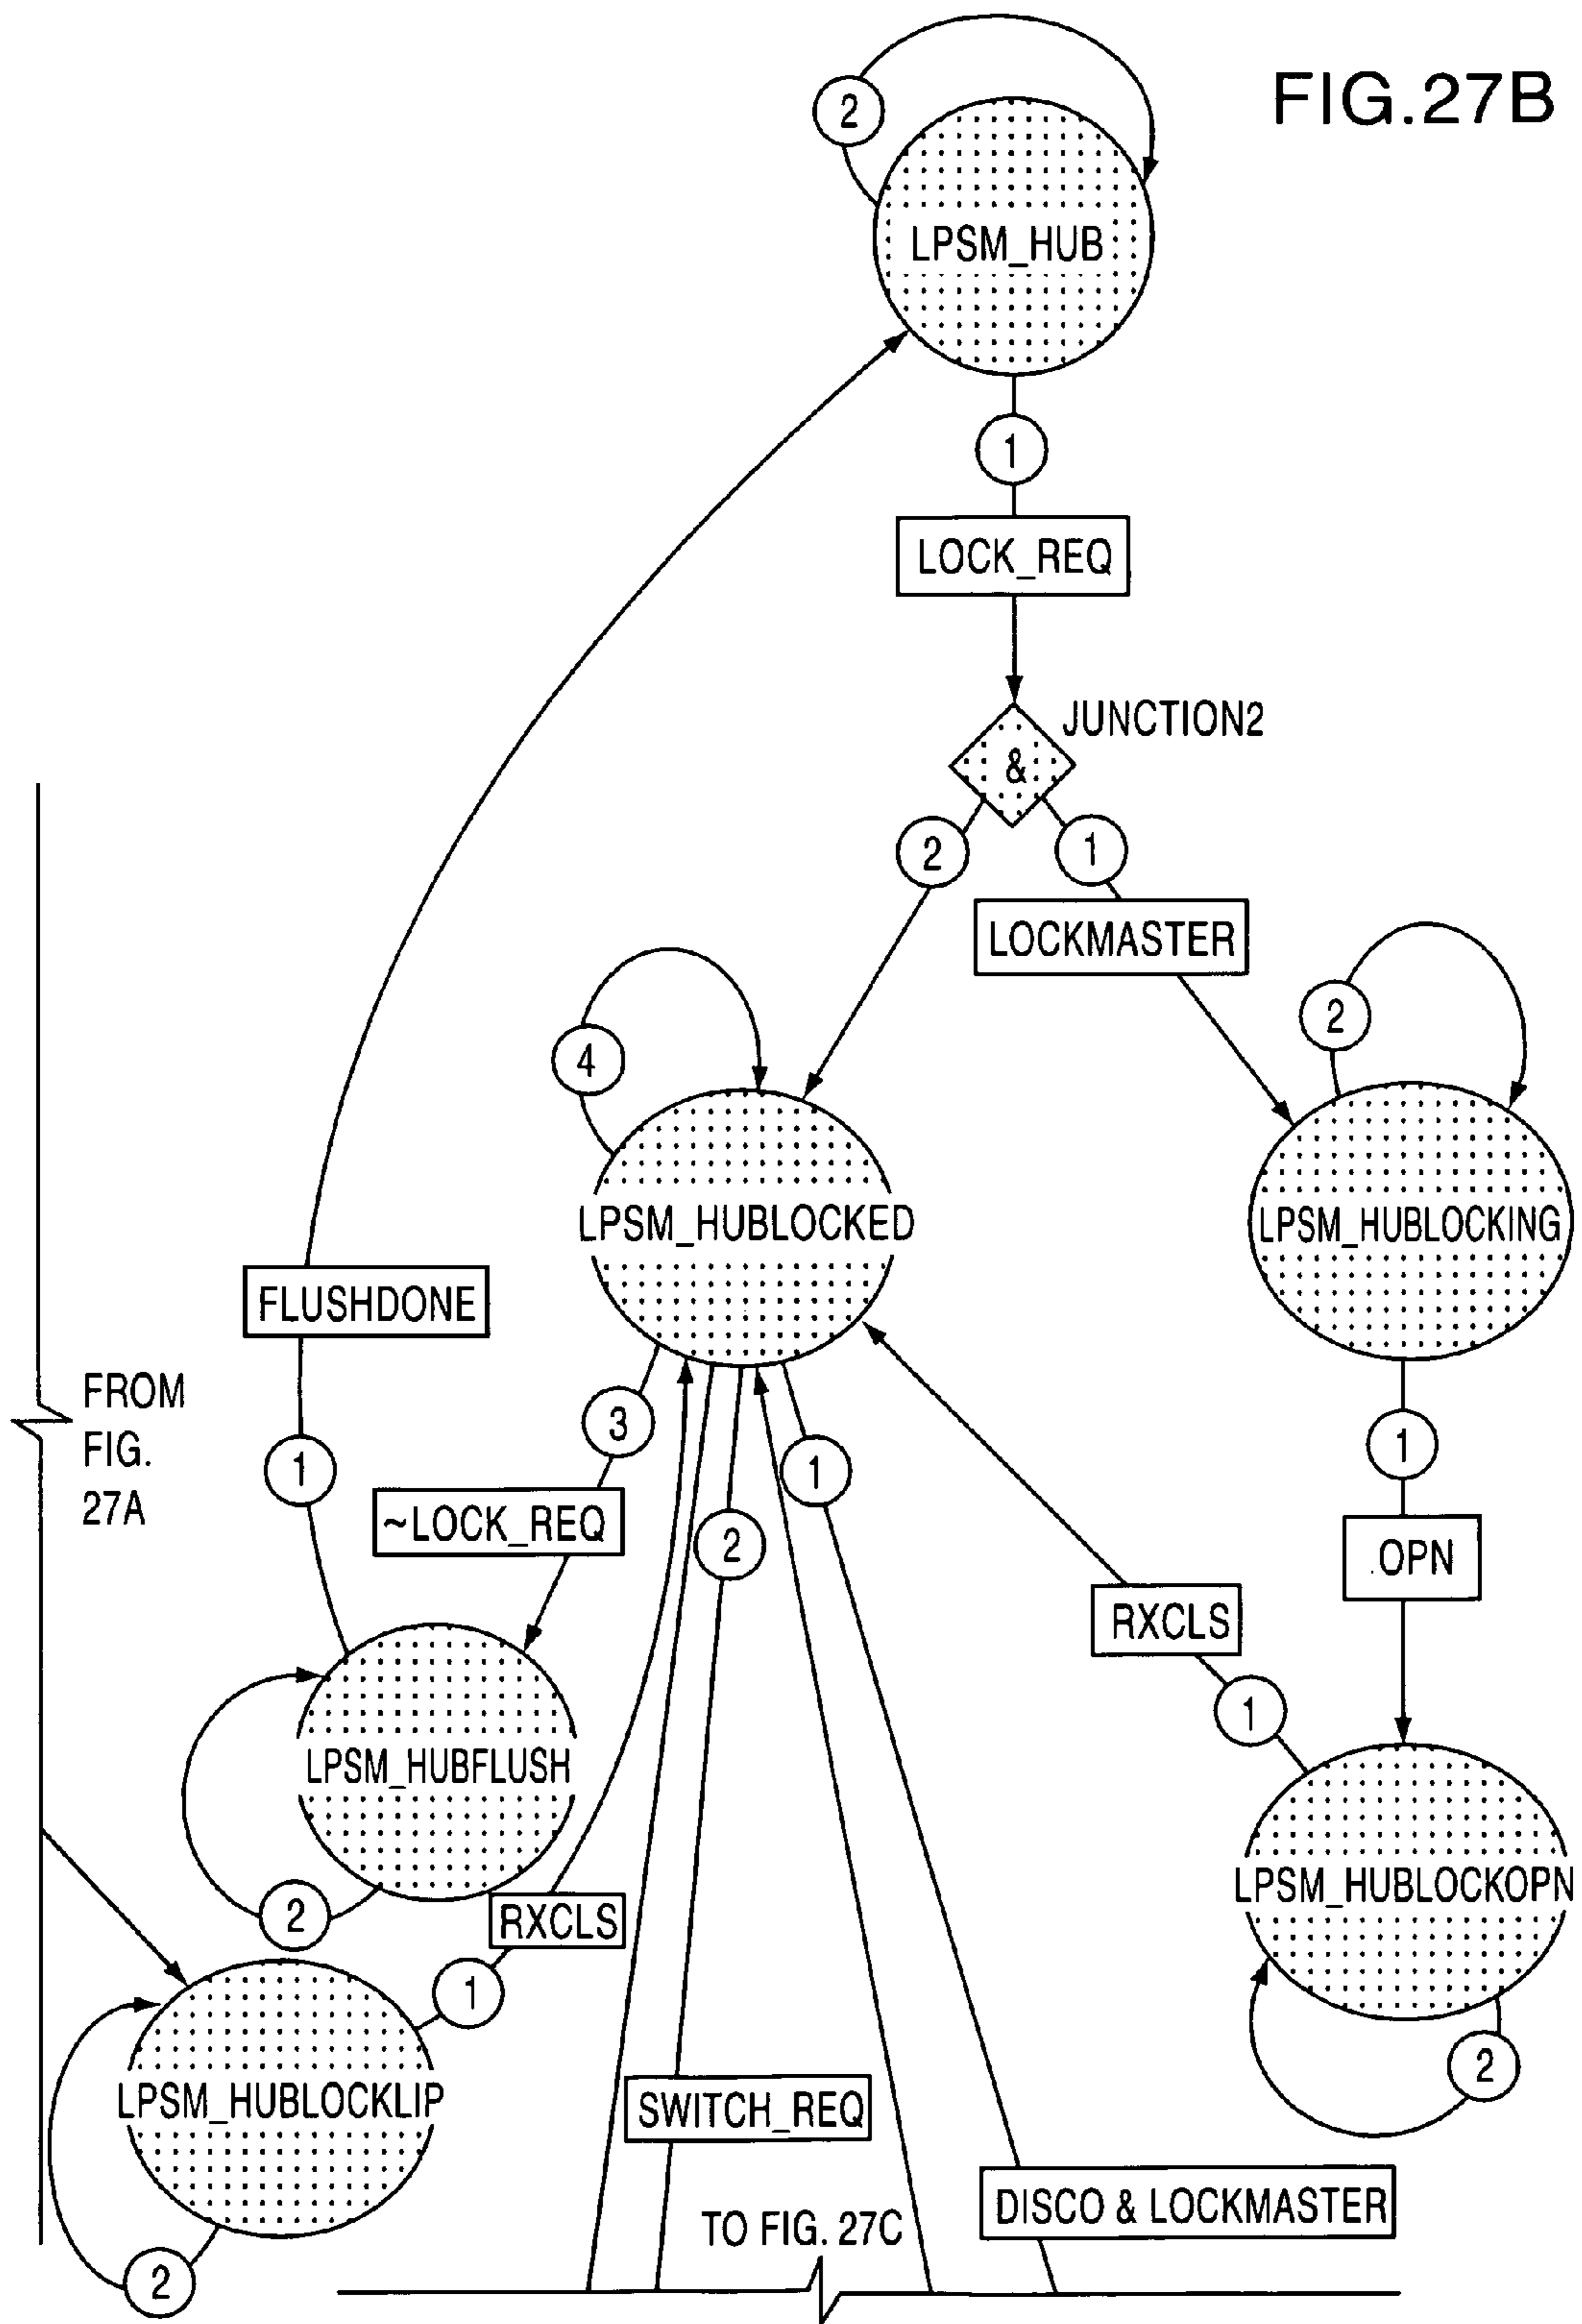 FIG.27B
2
LPSM_HUB
1
LOCK_REQ
JUNCTION2
&
2
1
LOCKMASTER
4
2
LPSM_HUBLOCKED
LPSM_HUBLOCKING
FLUSHDONE
FROM
FIG.
27A
1
3
1
1
~LOCK_REQ
2
.OPN
RXCLS
1
LPSM_HUBFLUSH
LPSM_HUBLOCKOPN
2
RXCLS
1
2
LPSM_HUBLOCKLIP
SWITCH_REQ
DISCO & LOCKMASTER
TO FIG. 27C
2